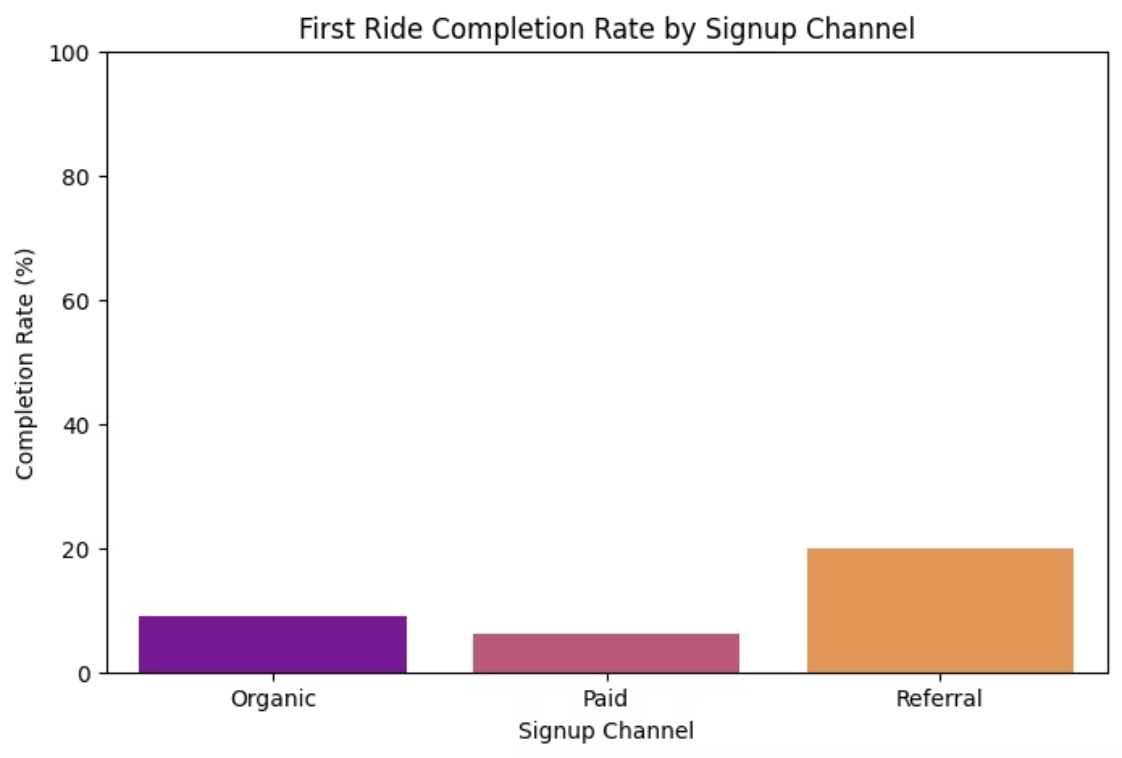 First Ride Completion Rate by Signup Channel
100
80
60
40
20
0
Completion Rate (%)
Organic
Paid
Referral
Signup Channel